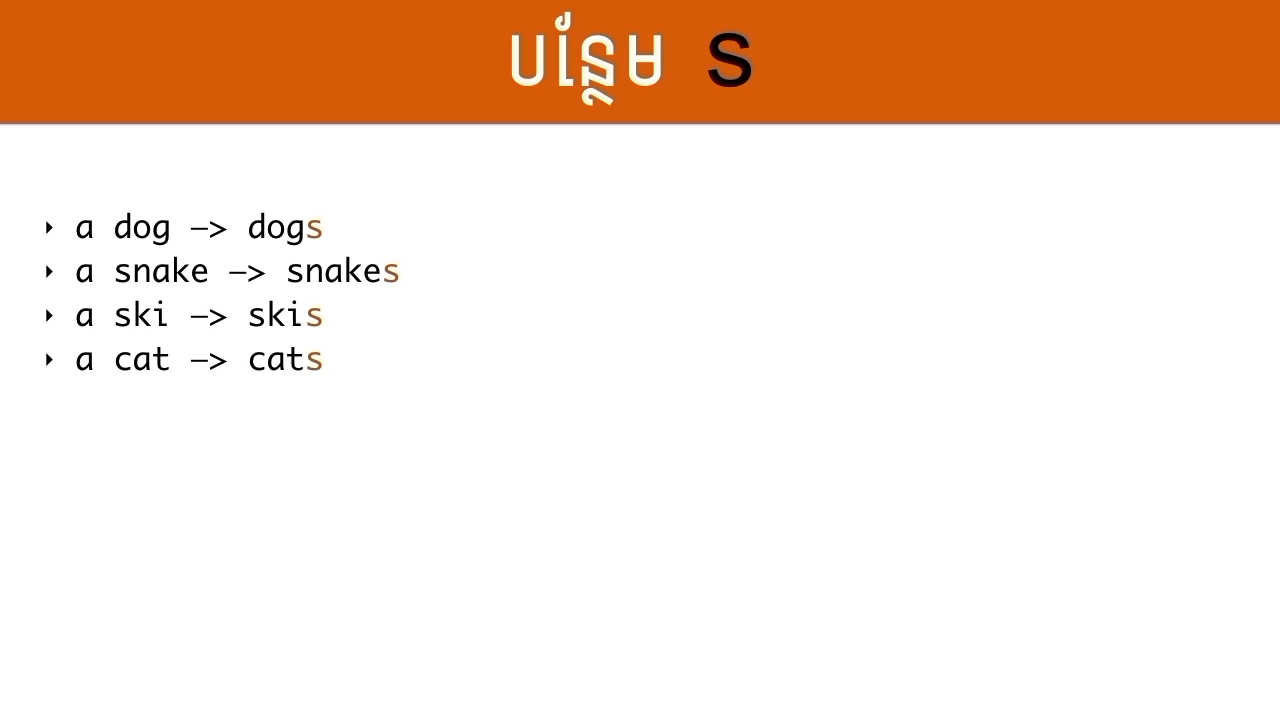 បន្ថែម s
‣ a dog —> dogs
‣ a snake —> snakes
‣ a ski —> skis
‣ a cat —> cats